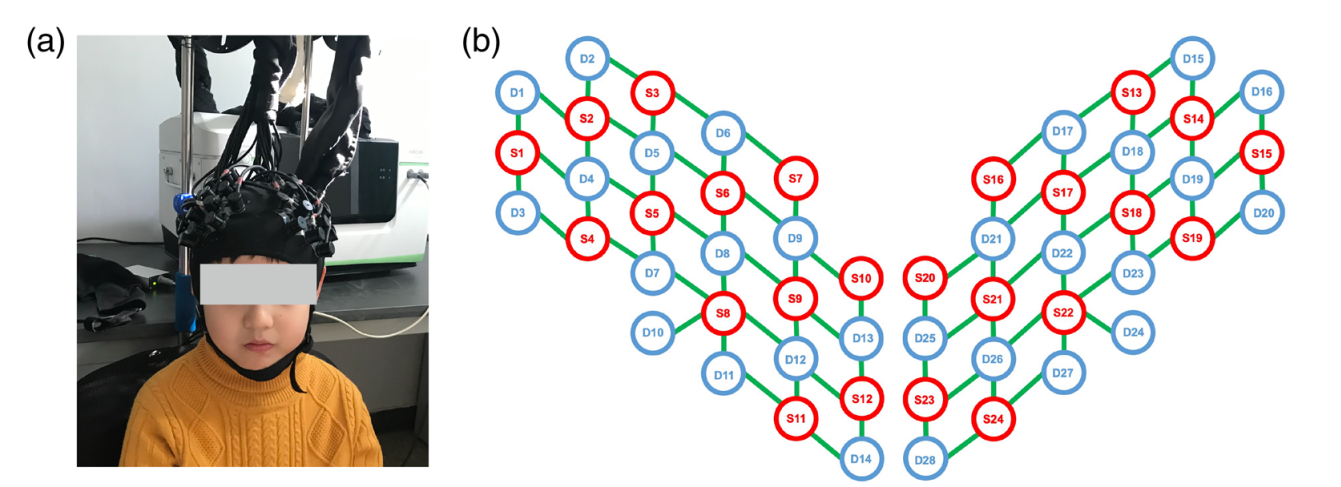 (a)
(b)
D2
D15
D1
S3
S13
D16
S2
S14
D6
D17
S1
D5
D18
S15
D4
S7
S16
D19
S6
S17
D3
S5
S18
D20
S4
D9
D21
S19
D8
D22
D7
S10
S20
D23
S9
S21
S8
S22
D10
D13
D25
D24
D12
D26
D11
D27
S12
S23
S11
S24
D14
D28